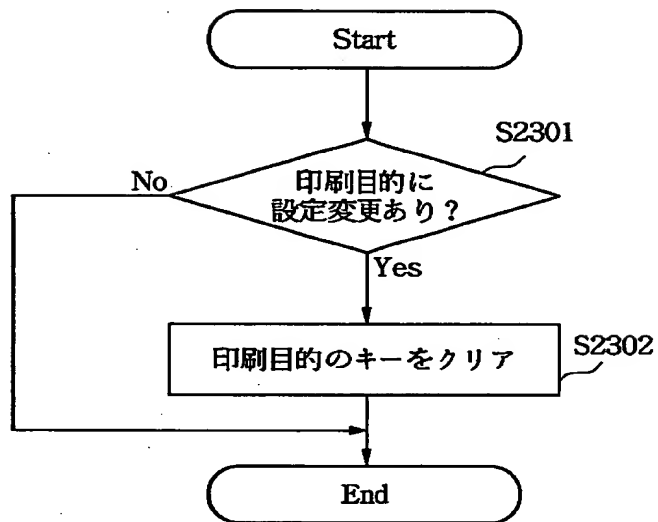 Start
S2301
No
印刷目的に
設定変更あり？
Yes
印刷目的のキーをクリア
S2302
End